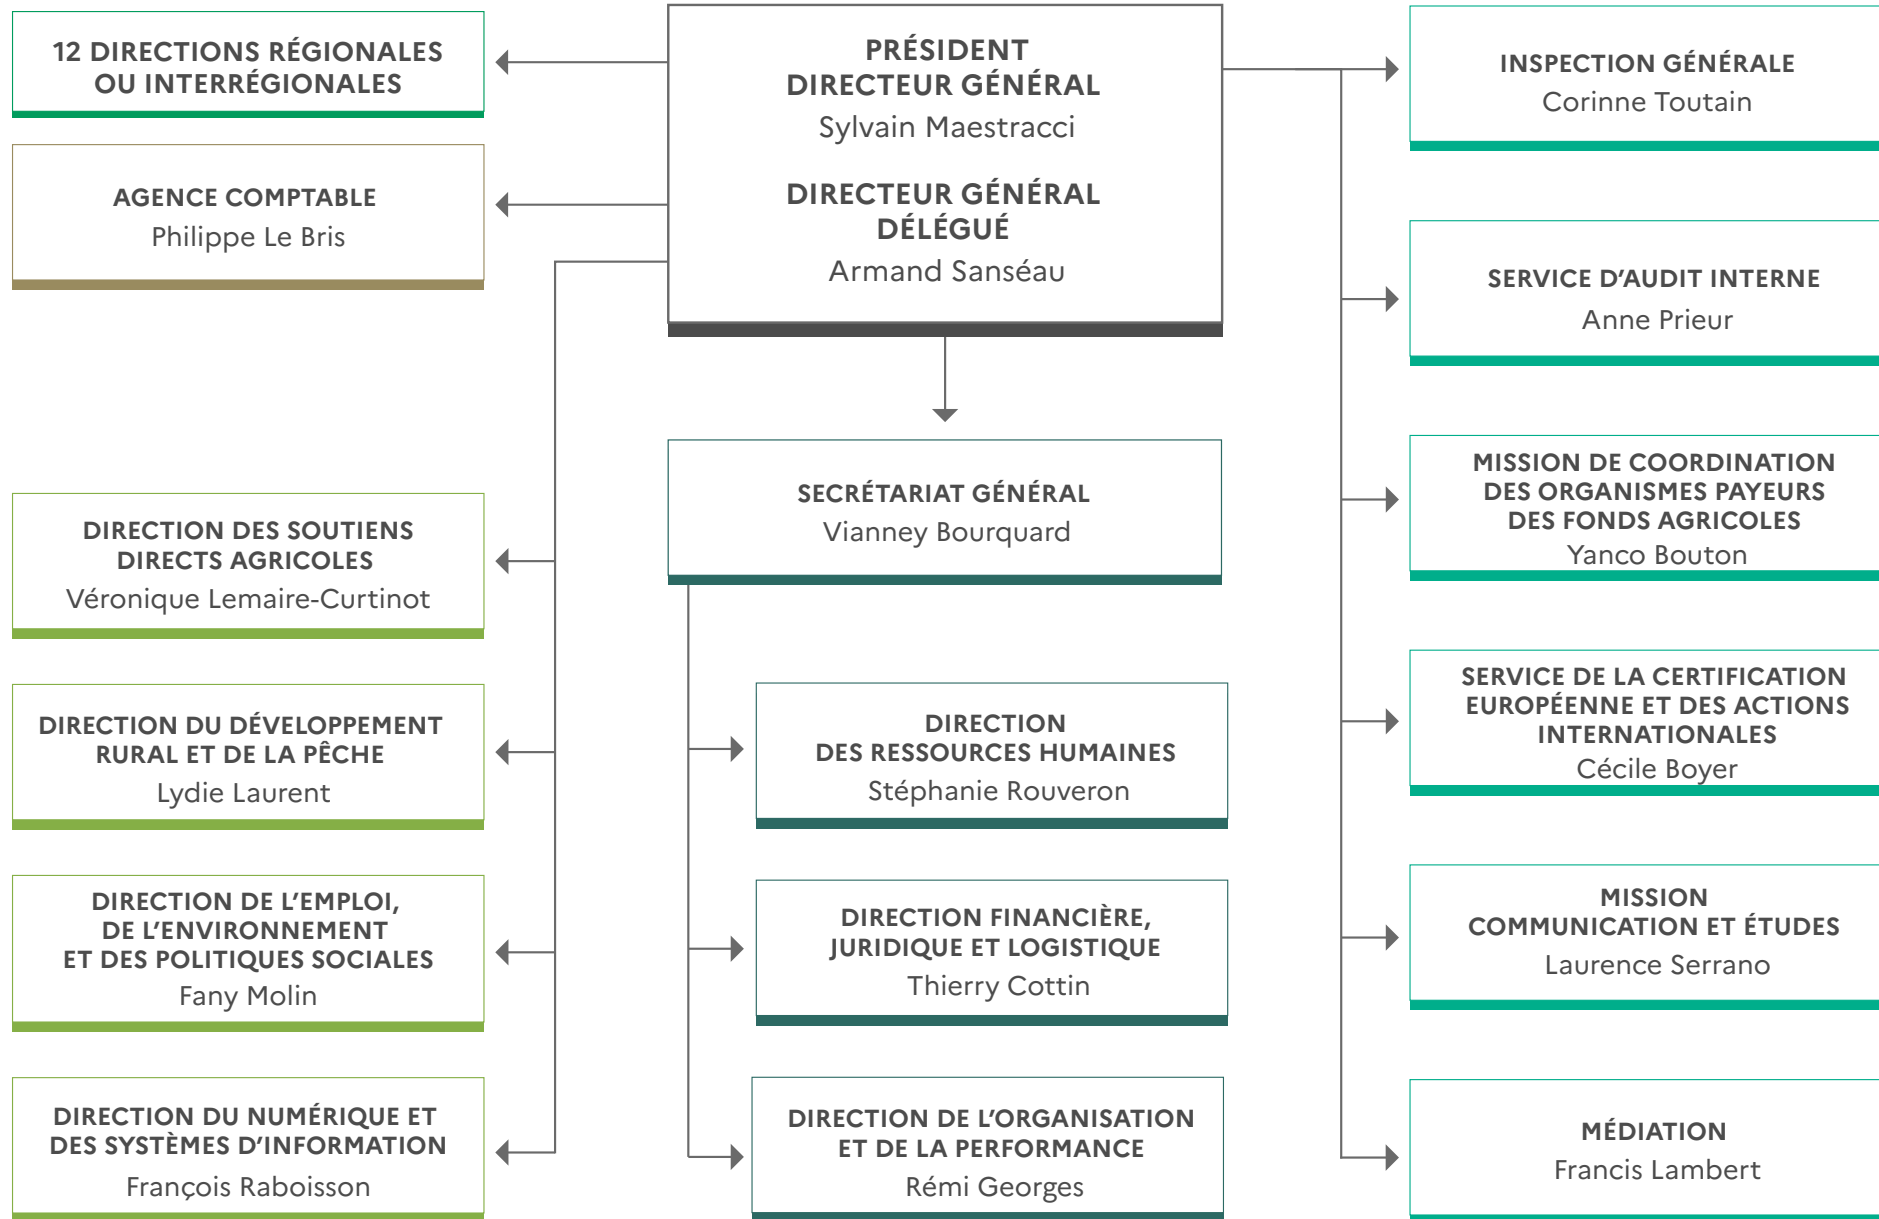 12 DIRECTIONS RÉGIONALES
OU INTERRÉGIONALES
AGENCE COMPTABLE
Philippe Le Bris
PRÉSIDENT
DIRECTEUR GÉNÉRAL
Sylvain Maestracci
DIRECTEUR GÉNÉRAL
DÉLÉGUÉ
Armand Sanséau
INSPECTION GÉNÉRALE
Corinne Toutain
SERVICE D’AUDIT INTERNE
Anne Prieur
MISSION DE COORDINATION
DES ORGANISMES PAYEURS
DES FONDS AGRICOLES
Yanco Bouton
SERVICE DE LA CERTIFICATION
EUROPÉENNE ET DES ACTIONS
INTERNATIONALES
Cécile Boyer
MISSION
COMMUNICATION ET ÉTUDES
Laurence Serrano
MÉDIATION
Francis Lambert
SECRÉTARIAT GÉNÉRAL
Vianney Bourquard
DIRECTION
DES RESSOURCES HUMAINES
Stéphanie Rouveron
DIRECTION FINANCIÈRE,
JURIDIQUE ET LOGISTIQUE
Thierry Cottin
DIRECTION DE L’ORGANISATION
ET DE LA PERFORMANCE
Rémi Georges
DIRECTION DES SOUTIENS
DIRECTS AGRICOLES
Véronique Lemaire-Curtinot
DIRECTION DU DÉVELOPPEMENT
RURAL ET DE LA PÊCHE
Lydie Laurent
DIRECTION DE L’EMPLOI,
DE L’ENVIRONNEMENT
ET DES POLITIQUES SOCIALES
Fany Molin
DIRECTION DU NUMÉRIQUE ET
DES SYSTÈMES D’INFORMATION
François Raboisson